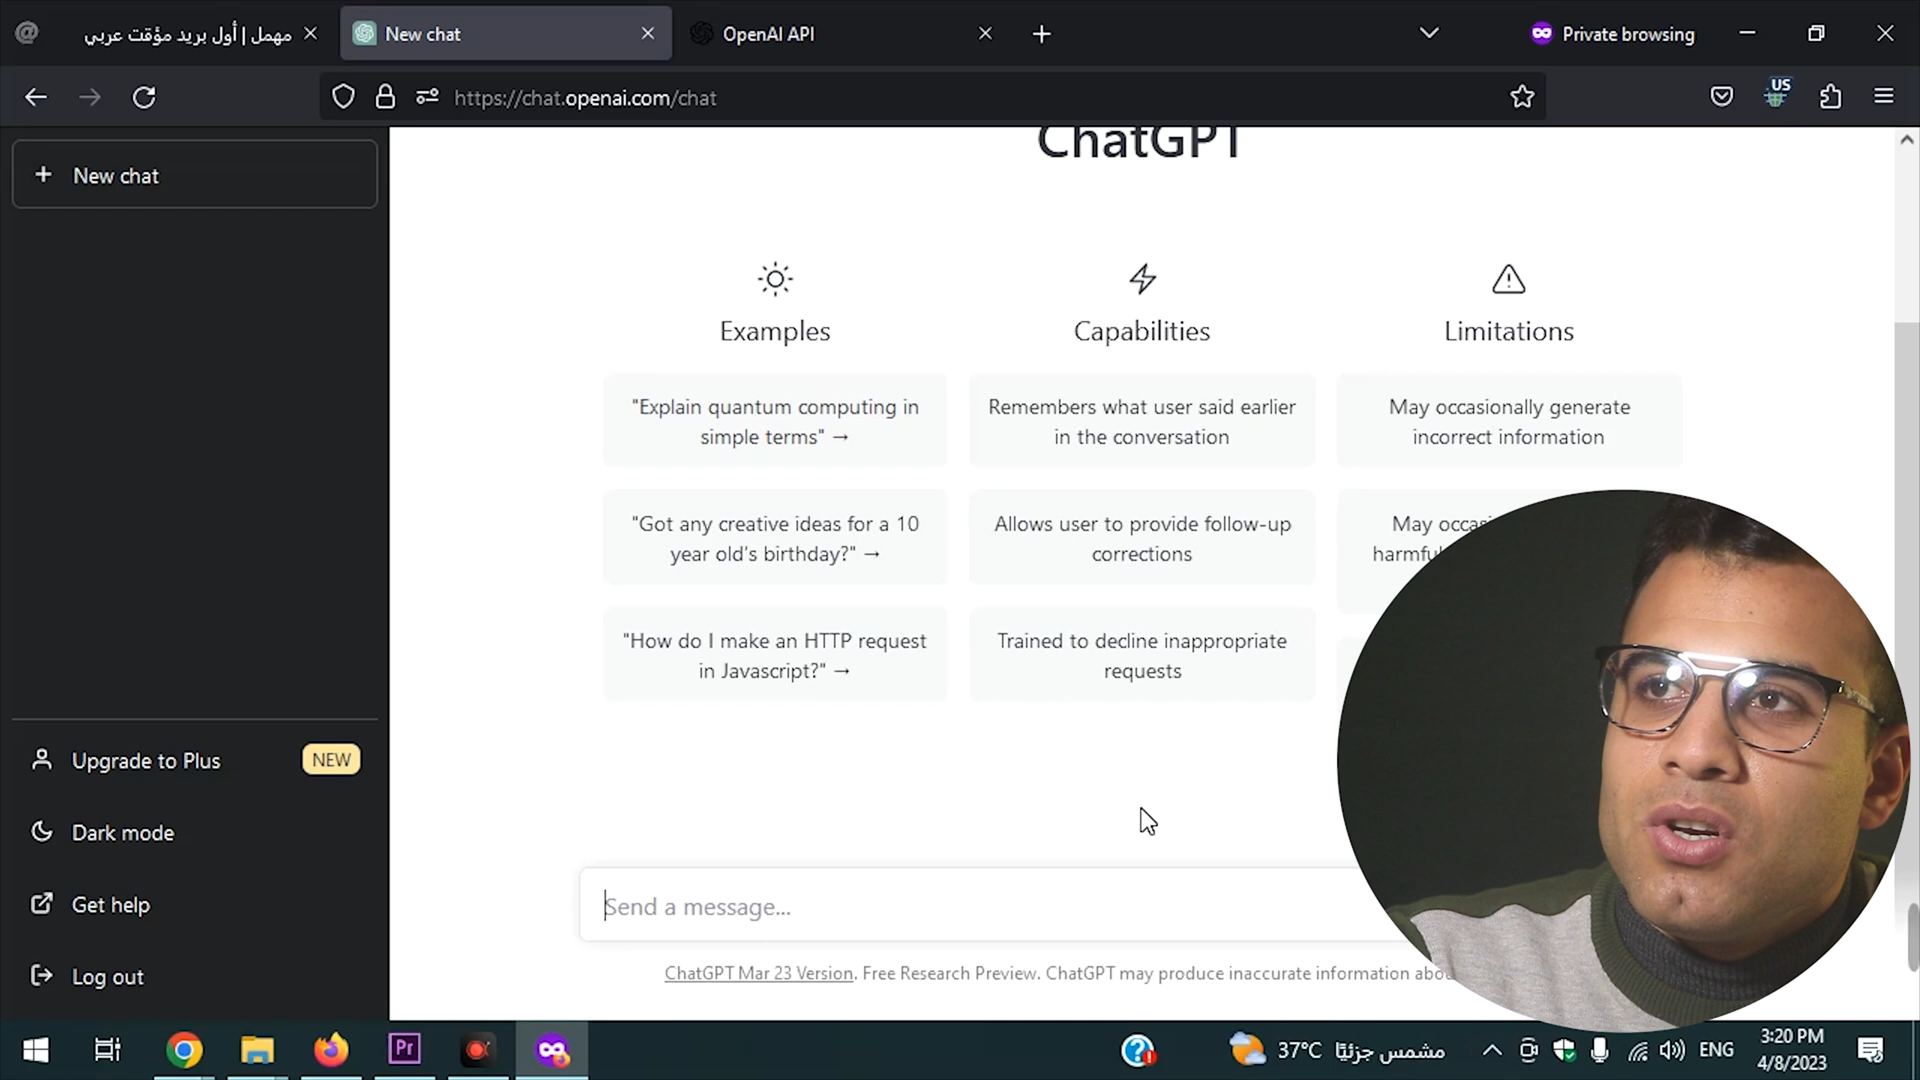 مهمل | أول بريد مؤقت عربي
New chat
OpenAI API
Private browsing
https://chat.openai.com/chat
US
New chat
ChatGPT
Examples
Capabilities
Limitations
"Explain quantum computing in
simple terms" →
Remembers what user said earlier
in the conversation
May occasionally generate
incorrect information
"Got any creative ideas for a 10
year old's birthday?" →
Allows user to provide follow-up
corrections
May
harmful
"How do I make an HTTP request
in Javascript?" →
Trained to decline inappropriate
requests
Upgrade to Plus
NEW
Dark mode
Get help
Log out
Send a message...
ChatGPT Mar 23 Version. Free Research Preview. ChatGPT may produce inaccurate information
Pr
37°C مشمس جزئيًا
ENG
3:20 PM
4/8/2023